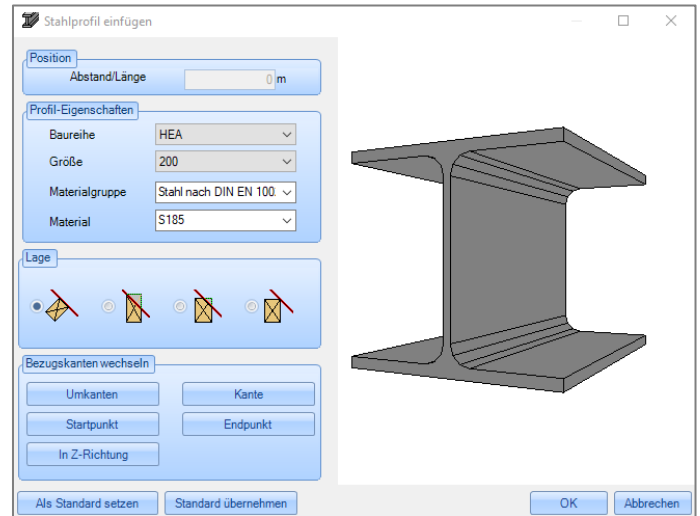 Stahlprofil einfügen
Position
Abstand/Länge 0 m
Profil-Eigenschaften
Baureihe HEA
Größe 200
Materialgruppe Stahl nach DIN EN 100.
Material S185
Lage
Bezugskanten wechseln
Umkanten Kante
Startpunkt Endpunkt
In Z-Richtung
Als Standard setzen Standard übernehmen OK Abbrechen